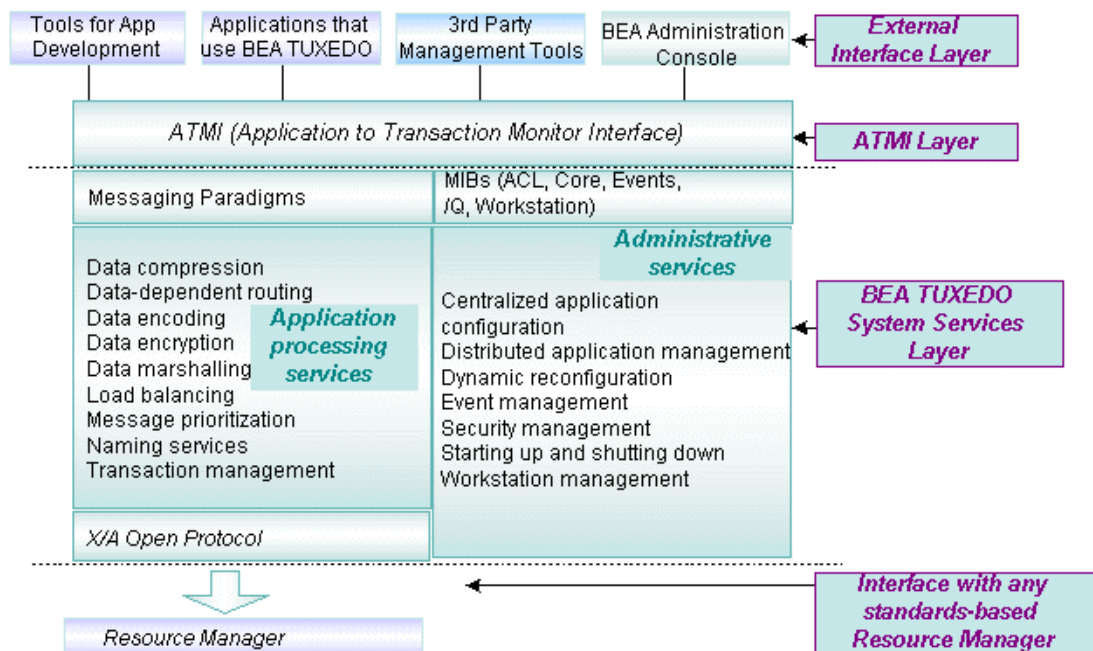 Tools for App
Development
Applications that
use BEA TUXEDO
3rd Party
Management Tools
BEA Administration
Console
External
Interface Layer
ATMI (Application to Transaction Monitor Interface)
ATMI Layer
Messaging Paradigms
MIBs (ACL, Core, Events,
/Q, Workstation)
Data compression
Data-dependent routing
Data encoding
Data encryption
Data marshalling
Load balancing
Message prioritization
Naming services
Transaction management
Application
processing
services
Administrative
services
Centralized application
configuration
Distributed application management
Dynamic reconfiguration
Event management
Security management
Starting up and shutting down
Workstation management
BEA TUXEDO
System Services
Layer
X/A Open Protocol
Interface with any
standards-based
Resource Manager
Resource Manager